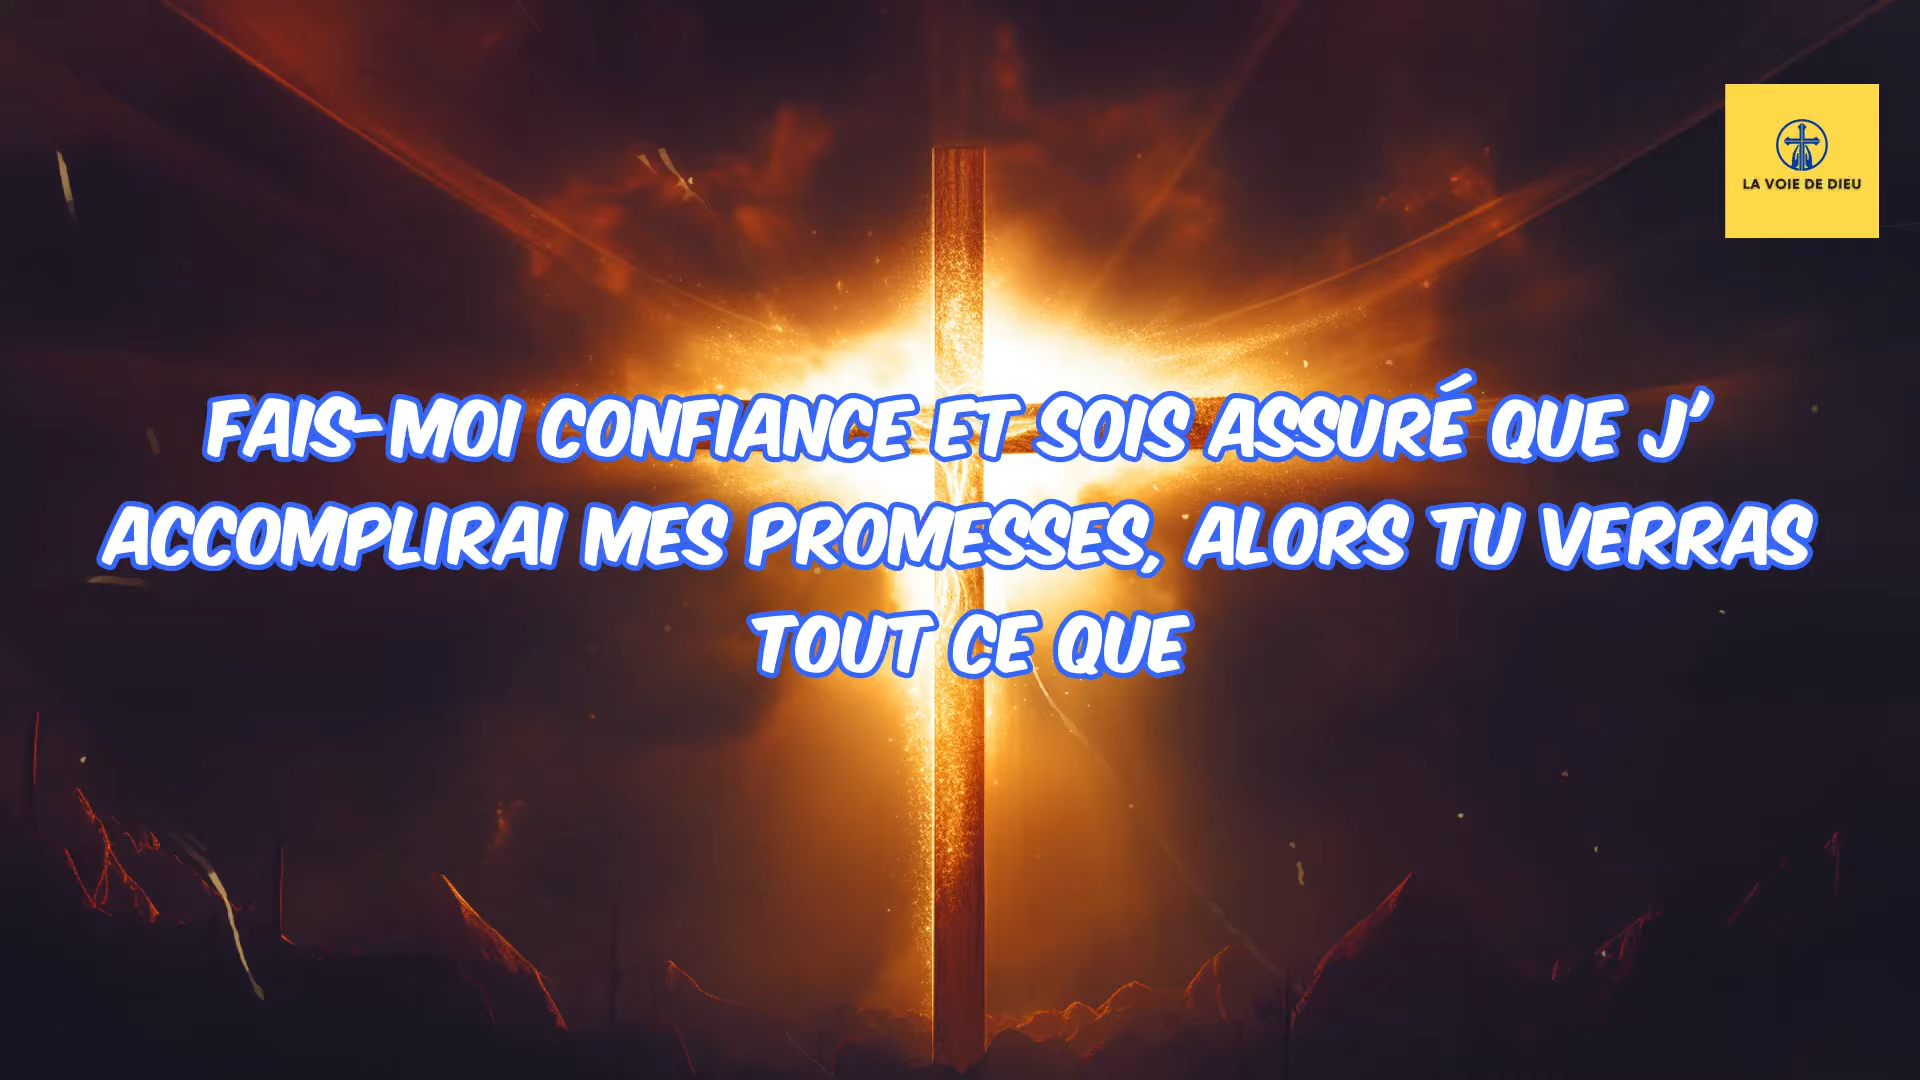 LA VOIE DE DIEU
FAIS-MOI CONFIANCE ET SOIS ASSURÉ QUE J'
ACCOMPLIRAI MES PROMESSES, ALORS TU VERRAS
TOUT CE QUE